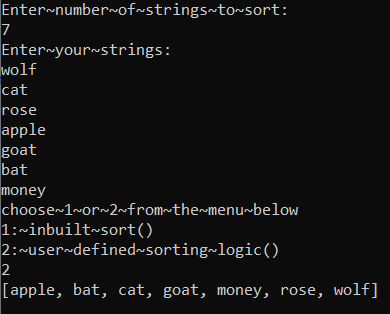 Enter~number~of~strings~to~sort:
7
Enter~your~strings:
wolf
cat
rose
apple
goat
bat
money
choose~1~or~2~from~the~menu~below
1:~inbuilt~sort()
2:~user~defined~sorting~logic()
2
[apple, bat, cat, goat, money, rose, wolf]